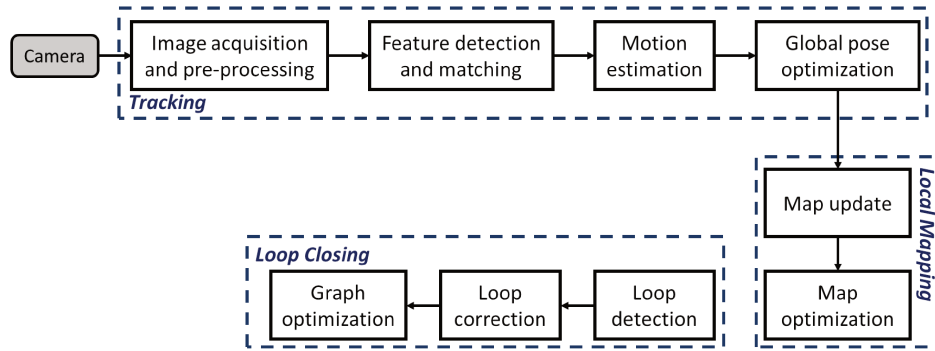 Camera
Image acquisition
and pre-processing
Feature detection
and matching
Motion
estimation
Global pose
optimization
Tracking
Map update
Local Mapping
Map
optimization
Loop Closing
Graph
optimization
Loop
correction
Loop
detection